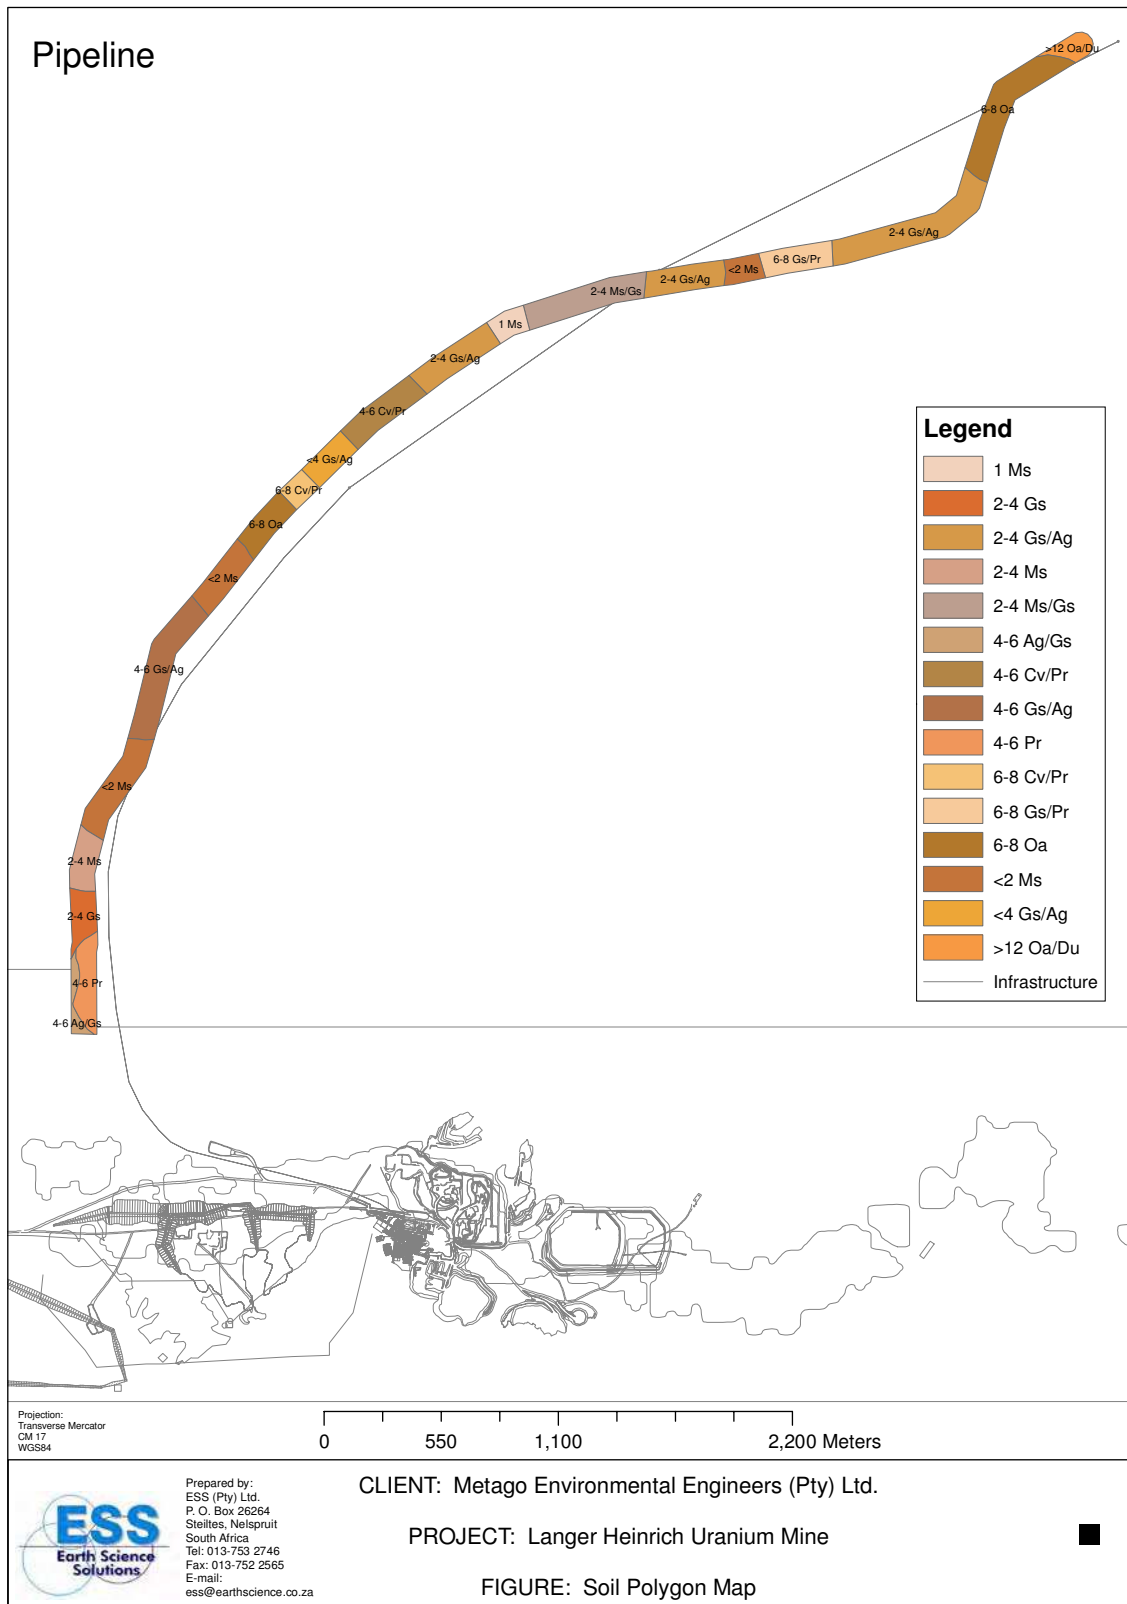 Pipeline
>12 Oa/Du
6-8 Oa
2-4 Gs/Ag
6-8 Gs/Pr
<2 Ms
2-4 Gs/Ag
2-4 Ms/Gs
1 Ms
2-4 Gs/Ag
4-6 Cv/Pr
<4 Gs/Ag
6-8 Cv/Pr
6-8 Oa
<2 Ms
4-6 Gs/Ag
<2 Ms
2-4 Ms
2-4 Gs
4-6 Pr
4-6 Ag/Gs
Legend
1 Ms
2-4 Gs
2-4 Gs/Ag
2-4 Ms
2-4 Ms/Gs
4-6 Ag/Gs
4-6 Cv/Pr
4-6 Gs/Ag
4-6 Pr
6-8 Cv/Pr
6-8 Gs/Pr
6-8 Oa
<2 Ms
<4 Gs/Ag
>12 Oa/Du
Infrastructure
Projection:
Transverse Mercator
CM 17
WGS84
0 550 1,100 2,200 Meters
ESS
Earth Science
Solutions
Prepared by:
ESS (Pty) Ltd.
P. O. Box 26264
Steiltes, Nelspruit
South Africa
Tel: 013-753 2746
Fax: 013-752 2565
E-mail:
ess@earthscience.co.za
CLIENT: Metago Environmental Engineers (Pty) Ltd.
PROJECT: Langer Heinrich Uranium Mine
FIGURE: Soil Polygon Map